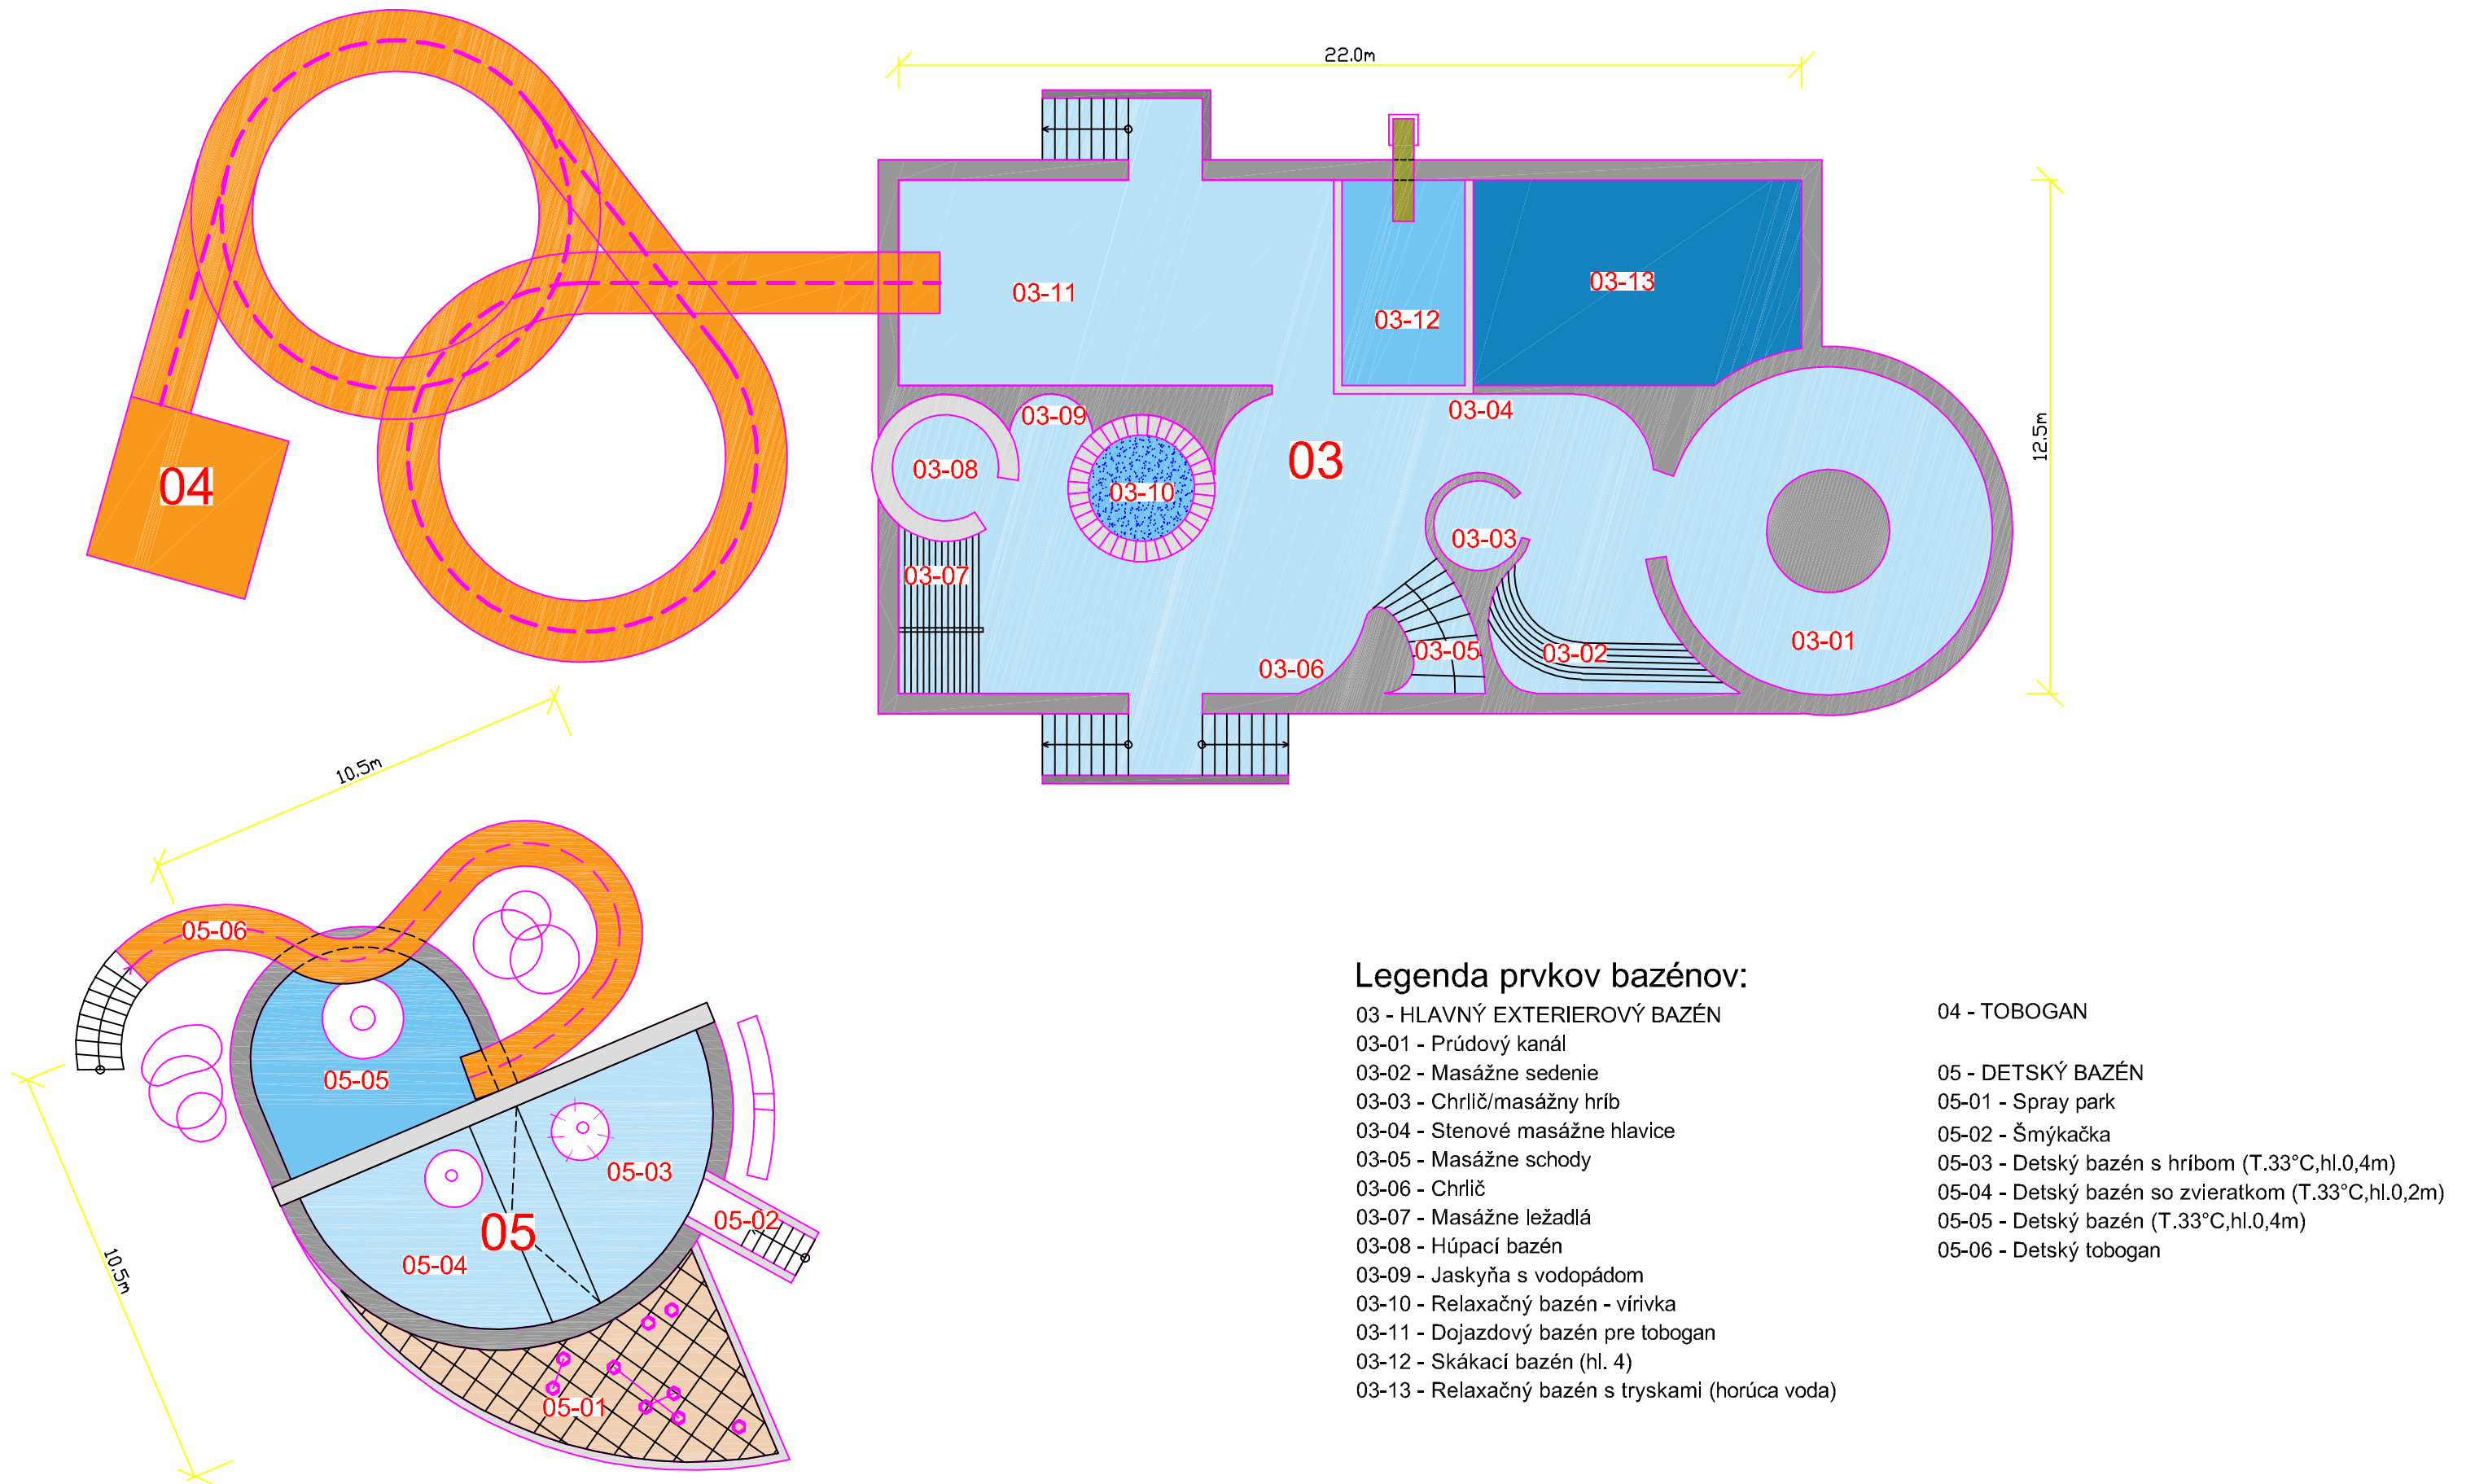 22.0m
03-11
03-12
03-13
03-09
03-04
03
03-08
03-10
03-03
03-07
03-05
03-02
03-06
03-01
12.5m
04
10.5m
05-06
05-05
05-03
05-02
05
05-04
05-01
10.5m
Legenda prvkov bazénov:
03 - HLAVNÝ EXTERIEROVÝ BAZÉN
03-01 - Prúdový kanál
03-02 - Masážne sedenie
03-03 - Chrlič/masážny hríb
03-04 - Stenové masážne hlavice
03-05 - Masážne schody
03-06 - Chrlič
03-07 - Masážne ležadlá
03-08 - Húpací bazén
03-09 - Jaskyňa s vodopádom
03-10 - Relaxačný bazén - vírivka
03-11 - Dojazdový bazén pre tobogan
03-12 - Skákací bazén (hl. 4)
03-13 - Relaxačný bazén s tryskami (horúca voda)
04 - TOBOGAN
05 - DETSKÝ BAZÉN
05-01 - Spray park
05-02 - Šmýkačka
05-03 - Detský bazén s hríbom (T.33°C,hl.0,4m)
05-04 - Detský bazén so zvieratkom (T.33°C,hl.0,2m)
05-05 - Detský bazén (T.33°C,hl.0,4m)
05-06 - Detský tobogan